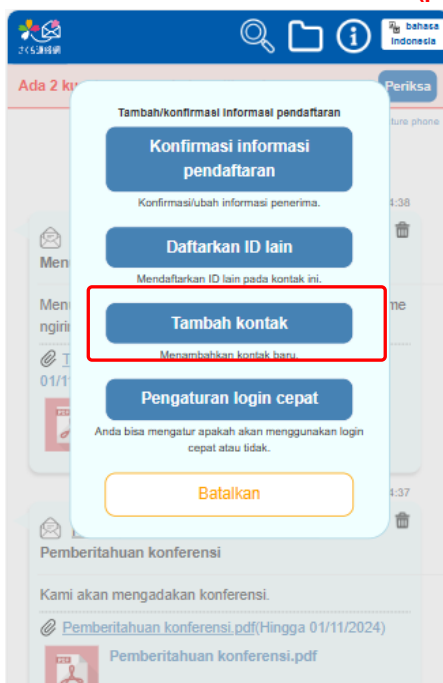 さくら連絡網
bahasa
Indonesia
Ada 2 ku
Periksa
ture phone
Tambah/konfirmasi informasi pendaftaran
Konfirmasi informasi
pendaftaran
Konfirmasi/ubah informasi penerima.
4:38
Daftarkan ID lain
Men
Mendaftarkan ID lain pada kontak ini.
Men
me
ngirin
Tambah kontak
Menambahkan kontak baru.
T
01/1
PDF
Pengaturan login cepat
Anda bisa mengatur apakah akan menggunakan login
cepat atau tidak.
Batalkan
4:37
Pemberitahuan konferensi
Kami akan mengadakan konferensi.
Pemberitahuan konferensi.pdf(Hingga 01/11/2024)
PDF
Pemberitahuan konferensi.pdf